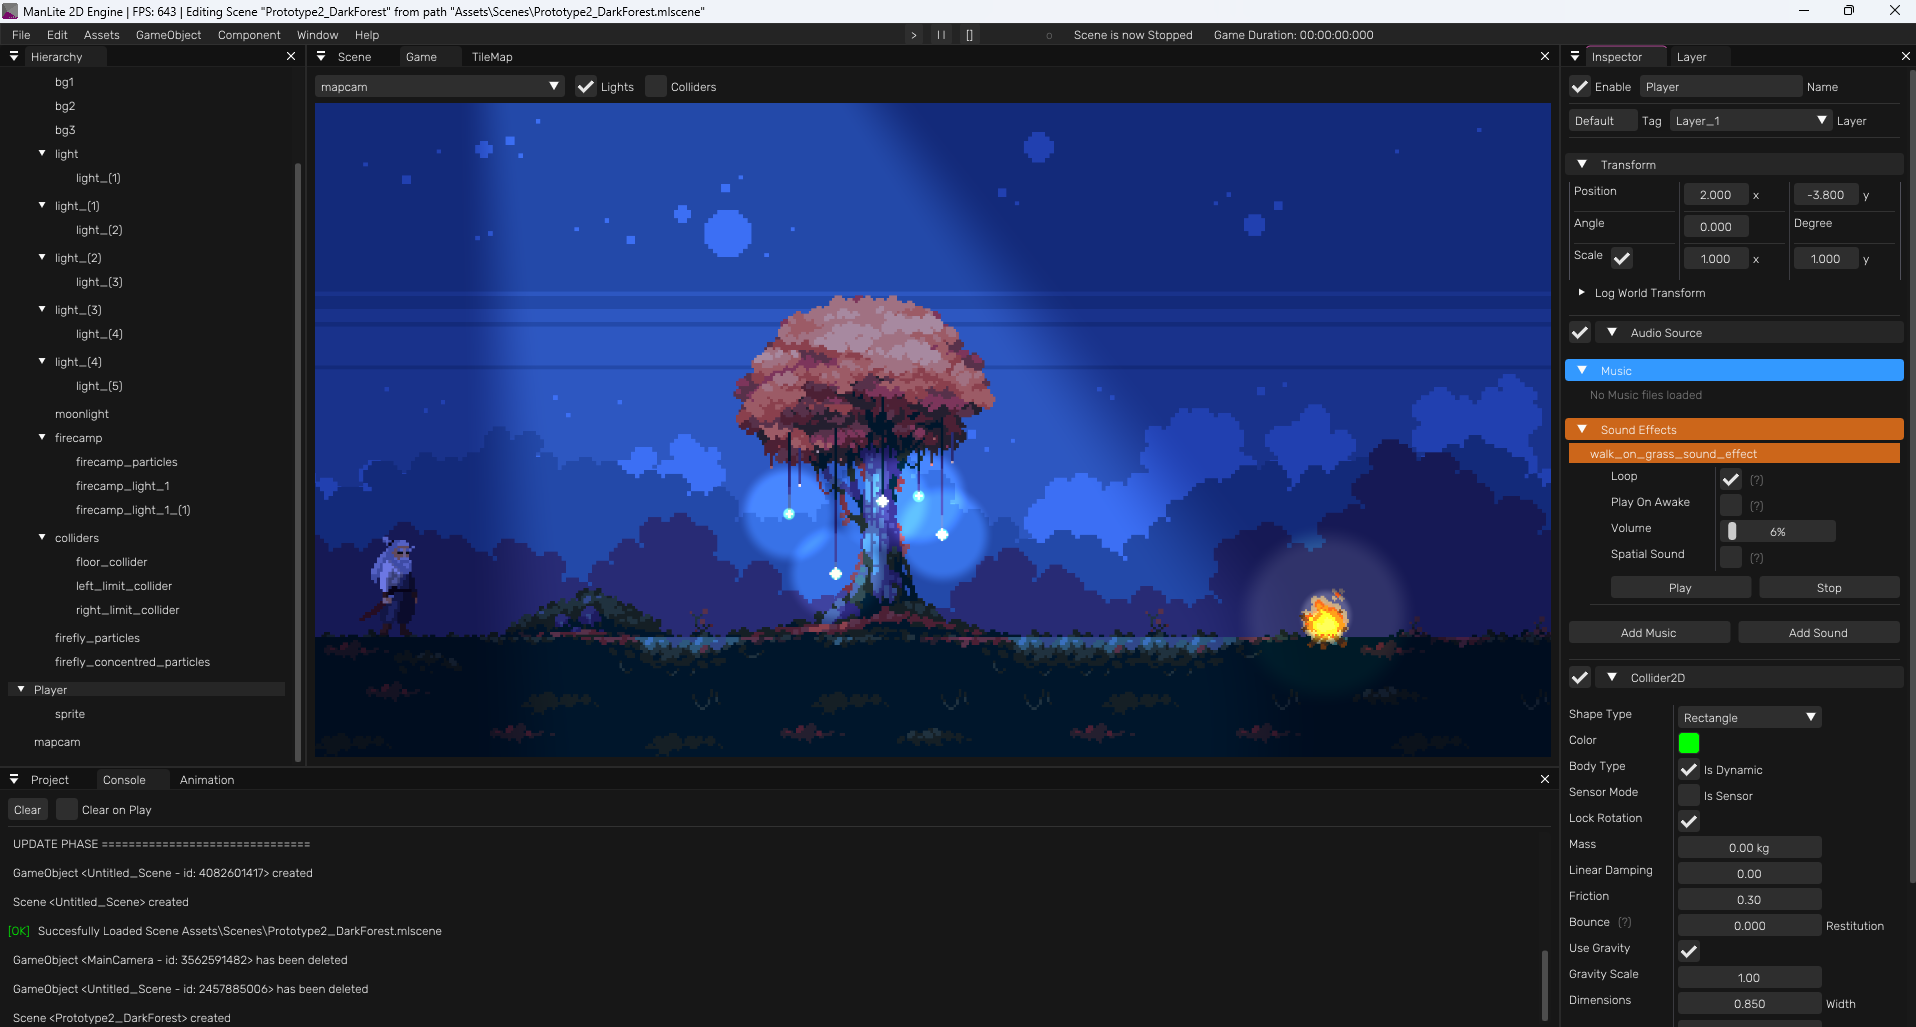 ManLite 2D Engine | FPS: 643 | Editing Scene "Prototype2_DarkForest" from path "Assets\Scenes\Prototype2_DarkForest.mlscene"
File Edit Assets GameObject Component Window Help > II [] Scene is now Stopped Game Duration: 00:00:00:000
Hierarchy
bg1
bg2
bg3
light
light_(1)
light_(1)
light_(2)
light_(2)
light_(3)
light_(3)
light_(4)
light_(4)
light_(5)
moonlight
firecamp
firecamp_particles
firecamp_light_1
firecamp_light_1_(1)
colliders
floor_collider
left_limit_collider
right_limit_collider
firefly_particles
firefly_concentred_particles
Player
sprite
mapcam
Scene Game TileMap
mapcam Lights Colliders
Project Console Animation
Clear Clear on Play
UPDATE PHASE ===============================
GameObject <Untitled_Scene - id: 4082601417> created
Scene <Untitled_Scene> created
[OK] Succesfully Loaded Scene Assets\Scenes\Prototype2_DarkForest.mlscene
GameObject <MainCamera - id: 3562591482> has been deleted
GameObject <Untitled_Scene - id: 2457885006> has been deleted
Scene <Prototype2_DarkForest> created
Inspector Layer
Enable Player Name
Default Tag Layer_1 Layer
Transform
Position 2.000 x -3.800 y
Angle 0.000 Degree
Scale 1.000 x 1.000 y
Log World Transform
Audio Source
Music
No Music files loaded
Sound Effects
walk_on_grass_sound_effect
Loop (?)
Play On Awake (?)
Volume 6%
Spatial Sound (?)
Play Stop
Add Music Add Sound
Collider2D
Shape Type Rectangle
Color
Body Type Is Dynamic
Sensor Mode Is Sensor
Lock Rotation
Mass 0.00 kg
Linear Damping 0.00
Friction 0.30
Bounce (?) 0.000 Restitution
Use Gravity
Gravity Scale 1.00
Dimensions 0.850 Width